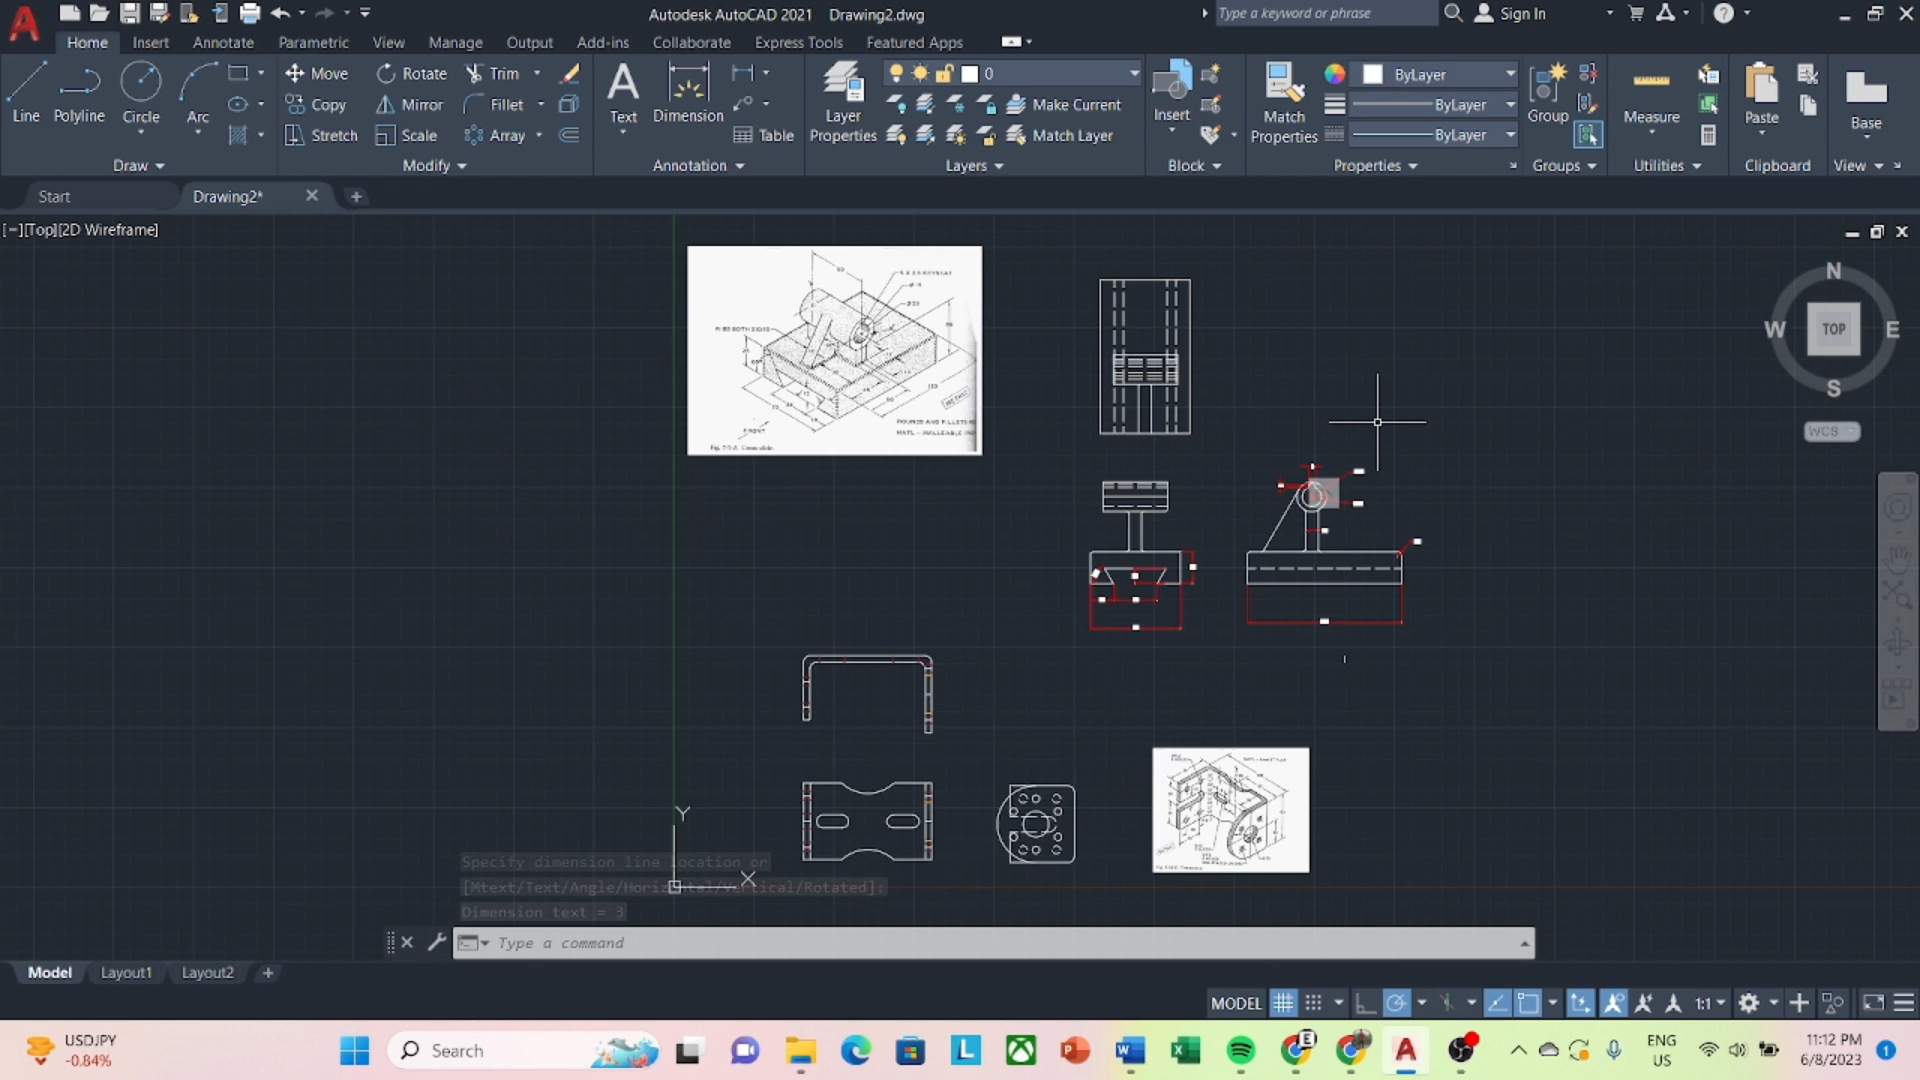 Autodesk AutoCAD 2021 Drawing2.dwg
Type a keyword or phrase
Sign In
Home Insert Annotate Parametric View Manage Output Add-ins Collaborate Express Tools Featured Apps
Line
Polyline
Circle
Arc
Move
Rotate
Trim
Copy
Mirror
Fillet
Stretch
Scale
Array
Text
Dimension
Table
Layer
Properties
0
Make Current
Match Layer
Insert
Match
Properties
ByLayer
ByLayer
ByLayer
Group
Measure
Paste
Base
Draw
Modify
Annotation
Layers
Block
Properties
Groups
Utilities
Clipboard
View
Start
Drawing2*
[−][Top][2D Wireframe]
N
W
TOP
E
S
WCS
Y
X
Specify dimension line location or
[Mtext/Text/Angle/Horizontal/Vertical/Rotated]:
Dimension text = 3
Type a command
Model Layout1 Layout2
MODEL
1:1
USDJPY
-0.84%
Search
ENG
US
11:12 PM
6/8/2023
1